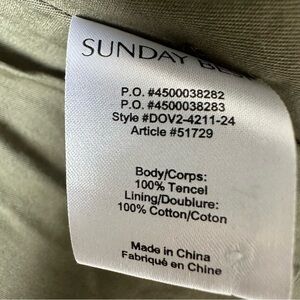 SUNDAY BEST
P.O. #4500038282
P.O. #4500038283
Style #DOV2-4211-24
Article #51729
Body/Corps:
100% Tencel
Lining/Doublure:
100% Cotton/Coton
Made in China
Fabriqué en Chine